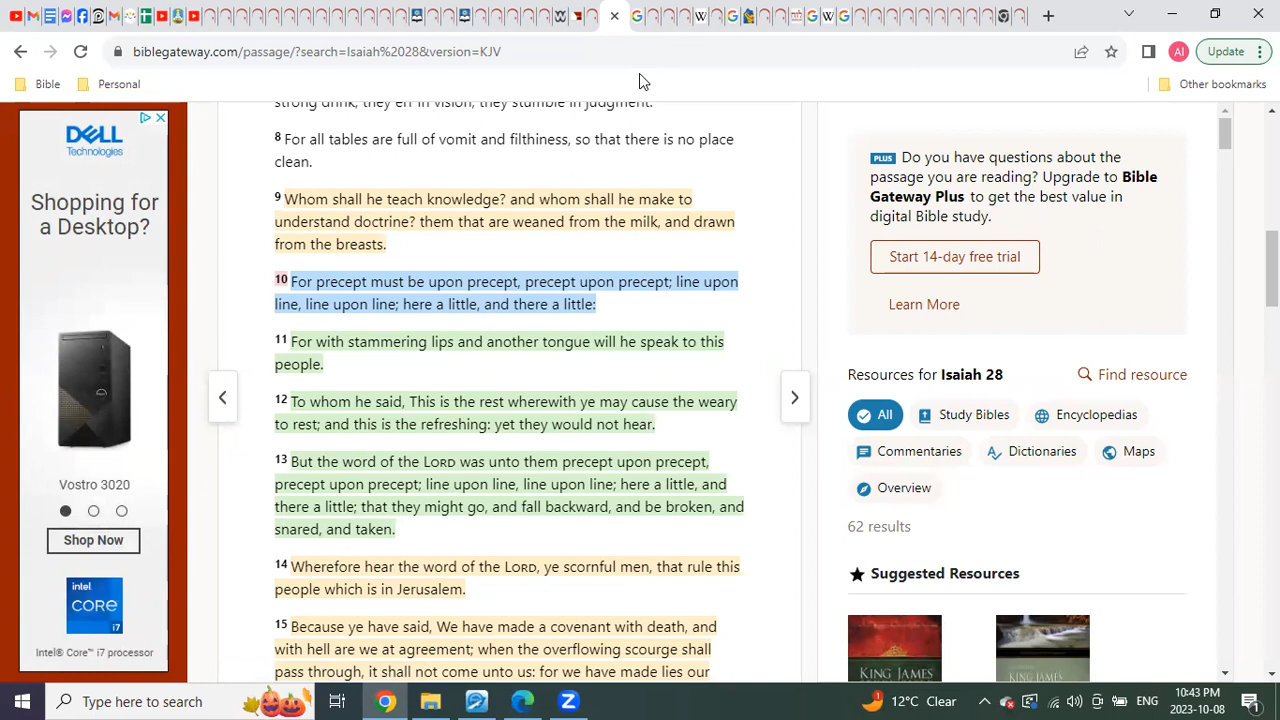 biblegateway.com/passage/?search=Isaiah%2028&version=KJV
Update
AI
Bible
Personal
Other bookmarks
DELL
Technologies
Shopping for
a Desktop?
Vostro 3020
Shop Now
intel
CORE
i7
Intel® Core™ i7 processor
strong drink, they err in vision, they stumble in judgment.
8 For all tables are full of vomit and filthiness, so that there is no place
clean.
9 Whom shall he teach knowledge? and whom shall he make to
understand doctrine? them that are weaned from the milk, and drawn
from the breasts.
10 For precept must be upon precept, precept upon precept; line upon
line, line upon line; here a little, and there a little:
11 For with stammering lips and another tongue will he speak to this
people.
12 To whom he said, This is the rest wherewith ye may cause the weary
to rest; and this is the refreshing: yet they would not hear.
13 But the word of the LORD was unto them precept upon precept,
precept upon precept; line upon line, line upon line; here a little, and
there a little; that they might go, and fall backward, and be broken, and
snared, and taken.
14 Wherefore hear the word of the LORD, ye scornful men, that rule this
people which is in Jerusalem.
15 Because ye have said, We have made a covenant with death, and
with hell are we at agreement; when the overflowing scourge shall
pass through, it shall not come unto us: for we have made lies our
PLUS Do you have questions about the
passage you are reading? Upgrade to Bible
Gateway Plus to get the best value in
digital Bible study.
Start 14-day free trial
Learn More
Resources for Isaiah 28
Find resource
All
Study Bibles
Encyclopedias
Commentaries
Dictionaries
Maps
Overview
62 results
Suggested Resources
KING JAMES
KING JAMES
Type here to search
1
12°C Clear
ENG
10:43 PM
2023-10-08
1